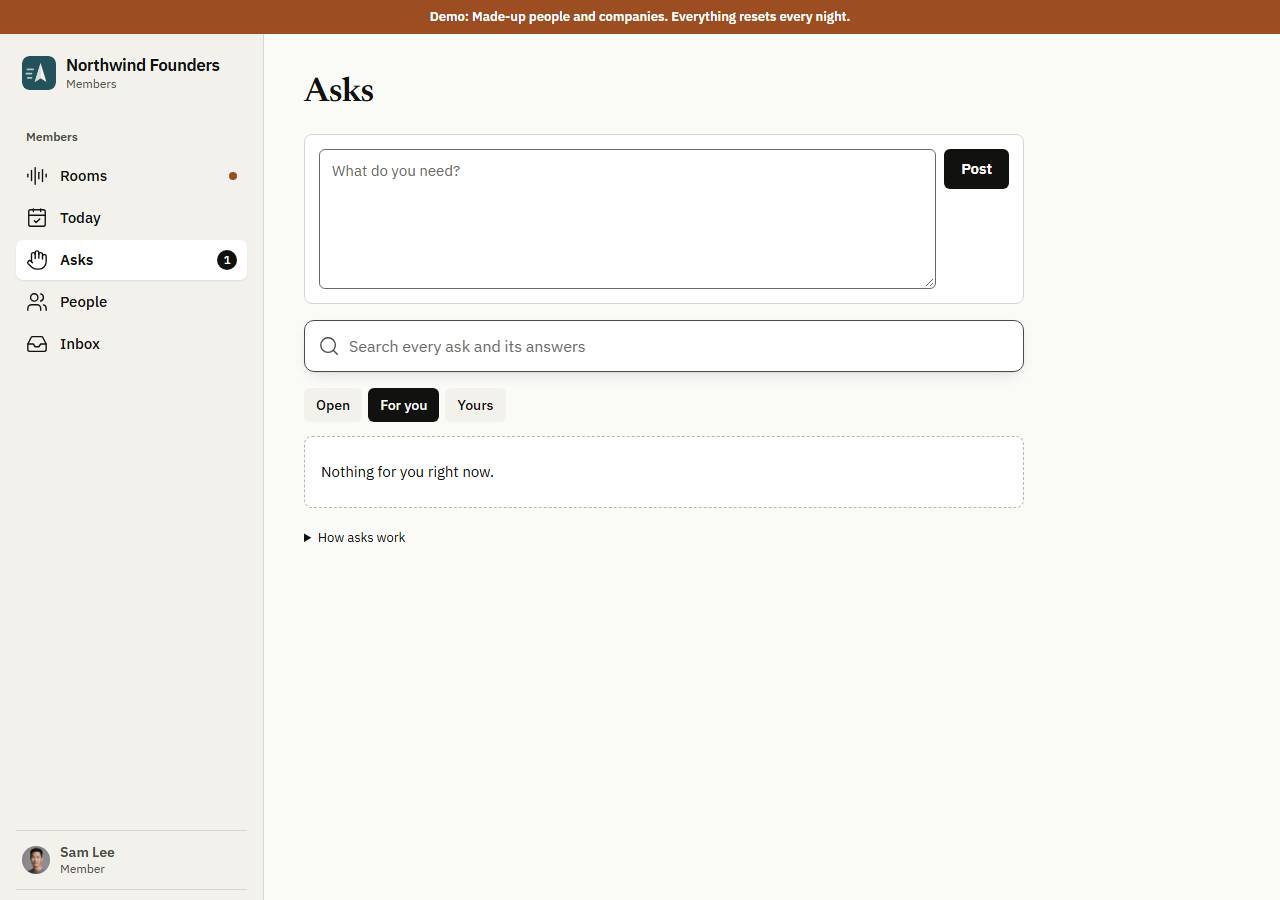 Demo: Made-up people and companies. Everything resets every night.
Northwind Founders
Members
Members
Rooms
Today
Asks 1
People
Inbox
Sam Lee
Member
Asks
What do you need?
Post
Search every ask and its answers
Open For you Yours
Nothing for you right now.
How asks work